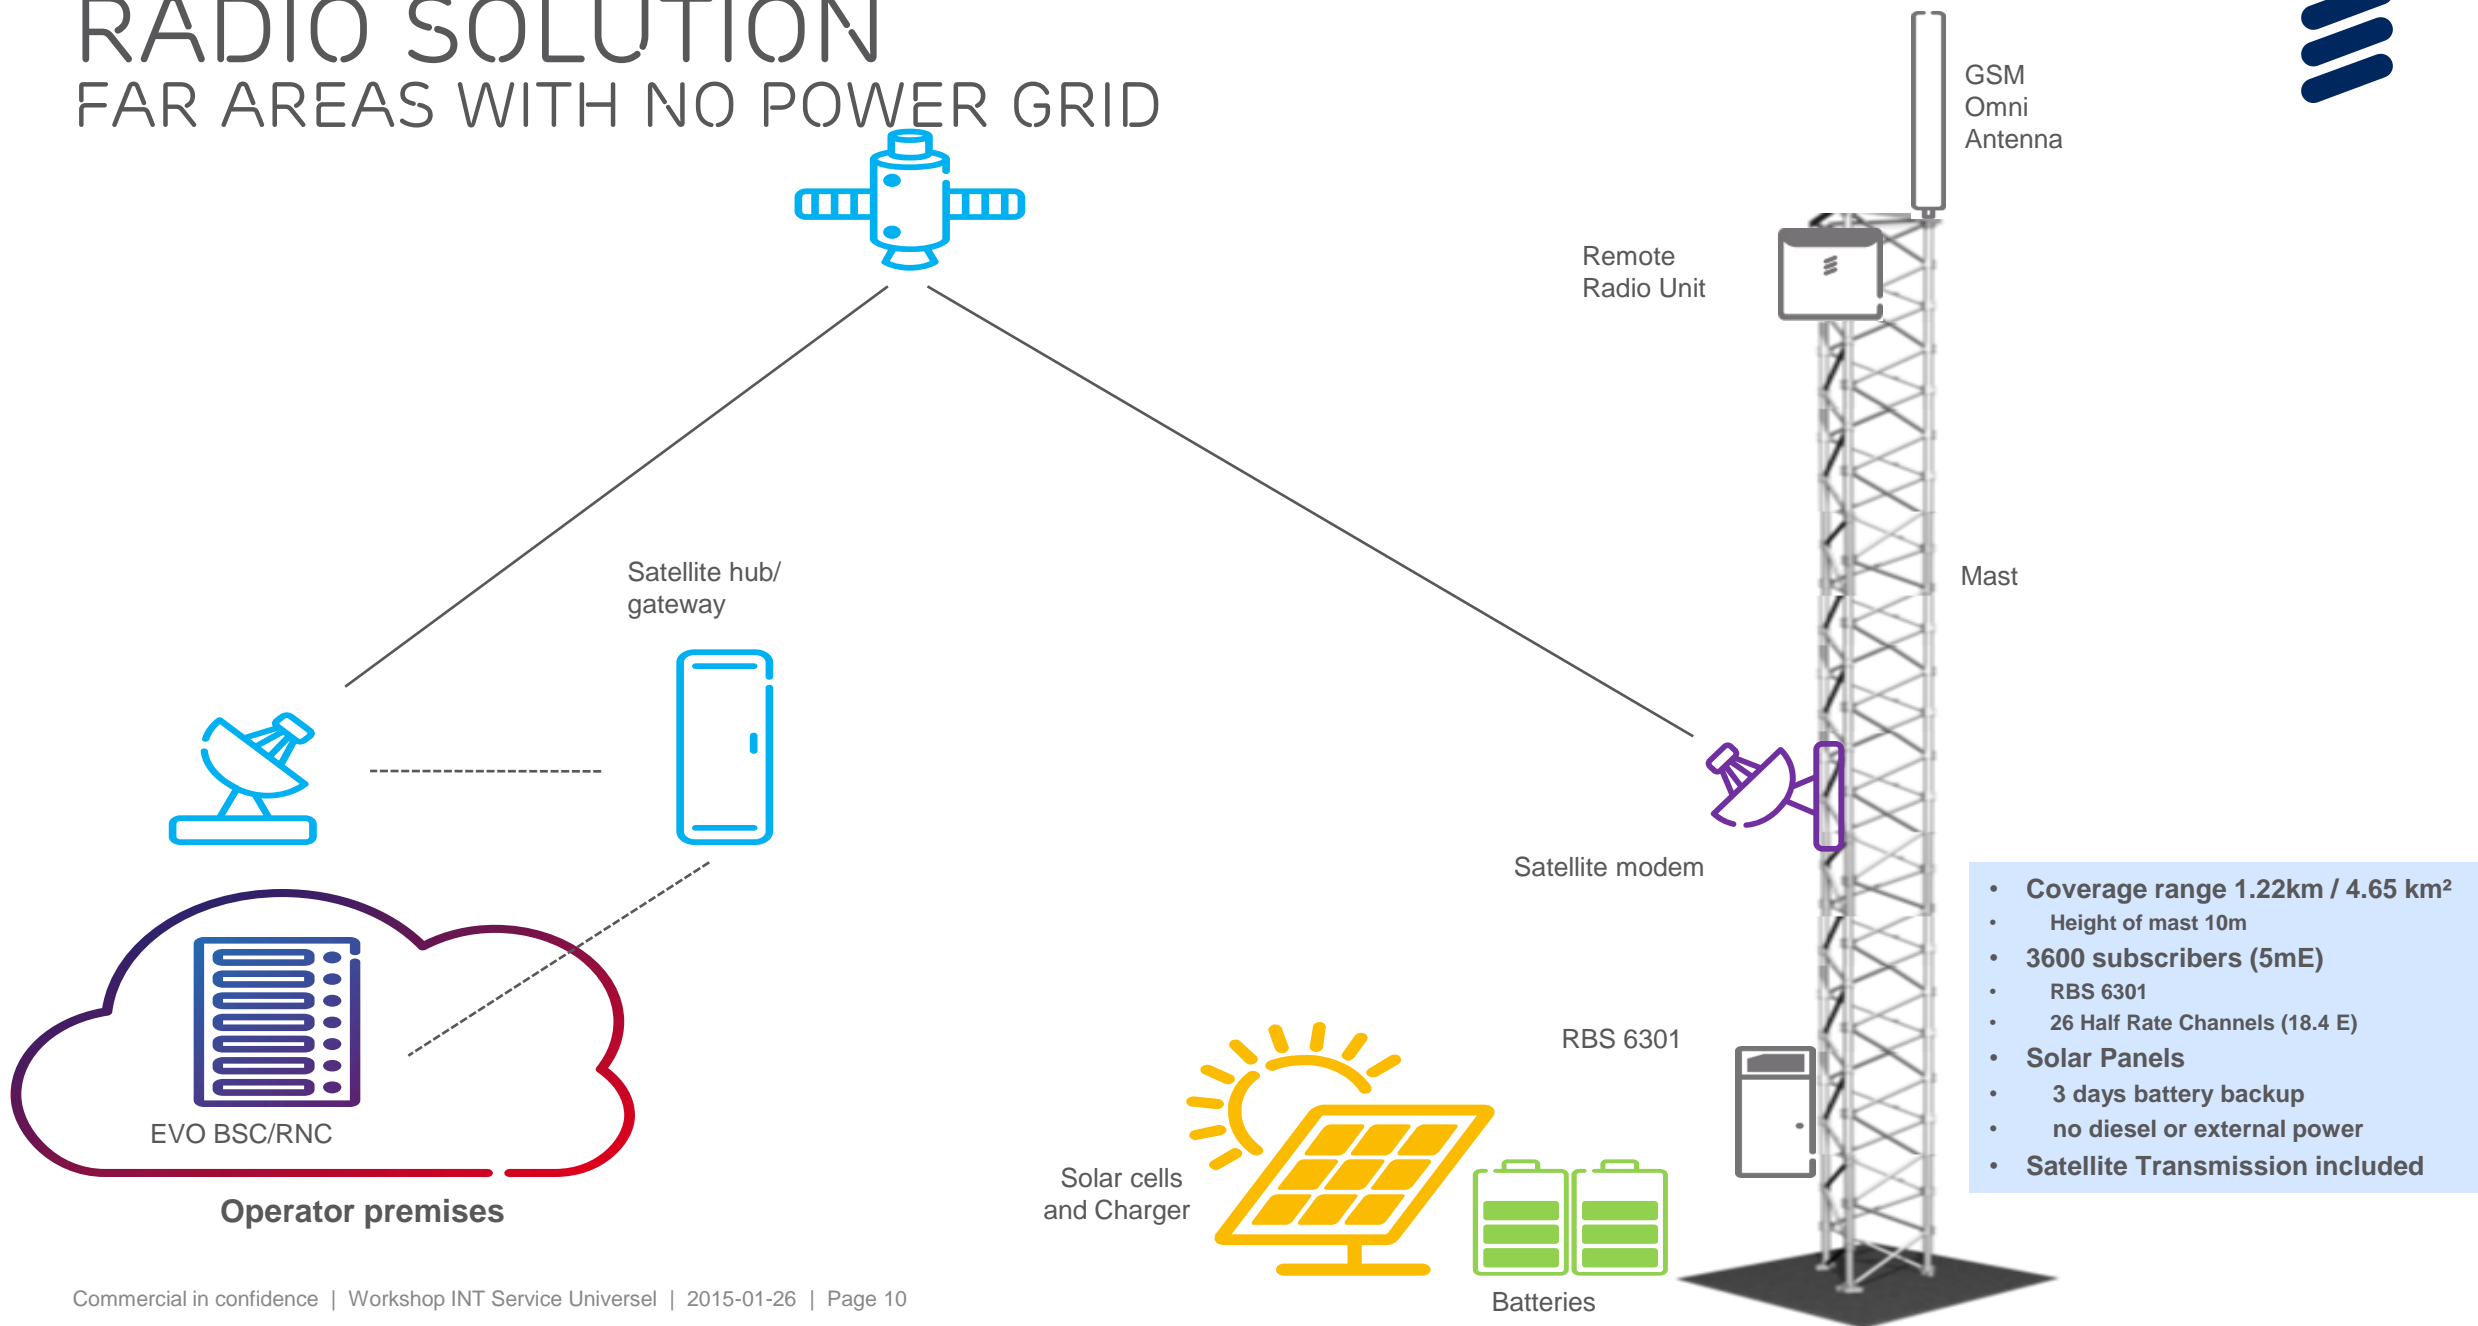 RADIO SOLUTION
FAR AREAS WITH NO POWER GRID
GSM
Omni
Antenna
Remote
Radio Unit
Satellite hub/
gateway
Mast
Satellite modem
• Coverage range 1.22km / 4.65 km²
• Height of mast 10m
• 3600 subscribers (5mE)
• RBS 6301
• 26 Half Rate Channels (18.4 E)
• Solar Panels
• 3 days battery backup
• no diesel or external power
• Satellite Transmission included
RBS 6301
EVO BSC/RNC
Operator premises
Solar cells
and Charger
Batteries
Commercial in confidence | Workshop INT Service Universel | 2015-01-26 | Page 10